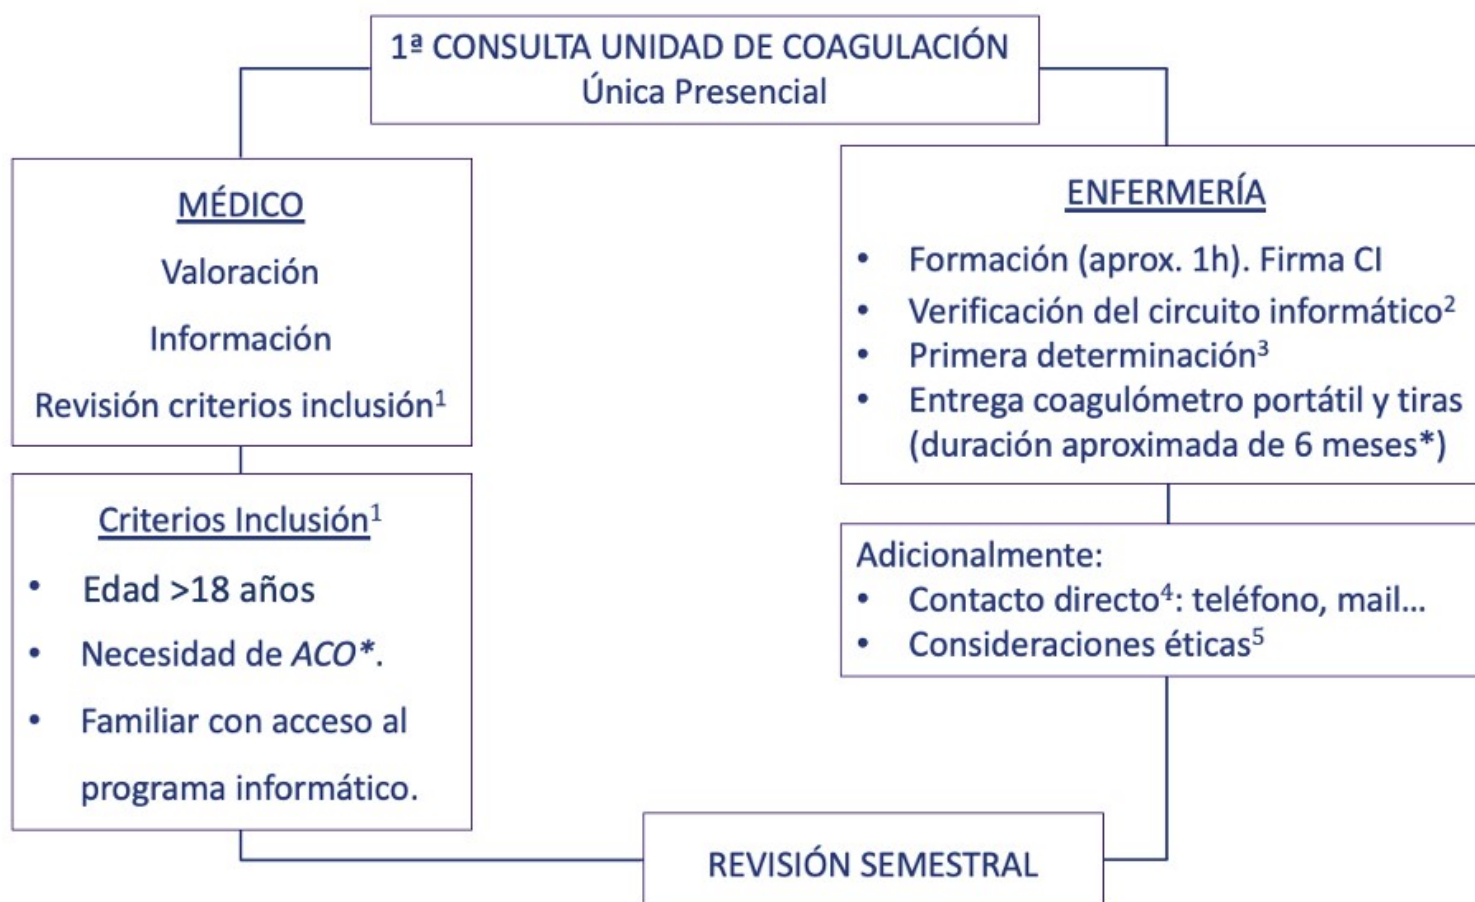 1ª CONSULTA UNIDAD DE COAGULACIÓN
Única Presencial
MÉDICO
Valoración
Información
Revisión criterios inclusión¹
Criterios Inclusión¹
• Edad >18 años
• Necesidad de ACO*.
• Familiar con acceso al
programa informático.
ENFERMERÍA
• Formación (aprox. 1h). Firma CI
• Verificación del circuito informático²
• Primera determinación³
• Entrega coagulómetro portátil y tiras
(duración aproximada de 6 meses*)
Adicionalmente:
• Contacto directo⁴: teléfono, mail...
• Consideraciones éticas⁵
REVISIÓN SEMESTRAL